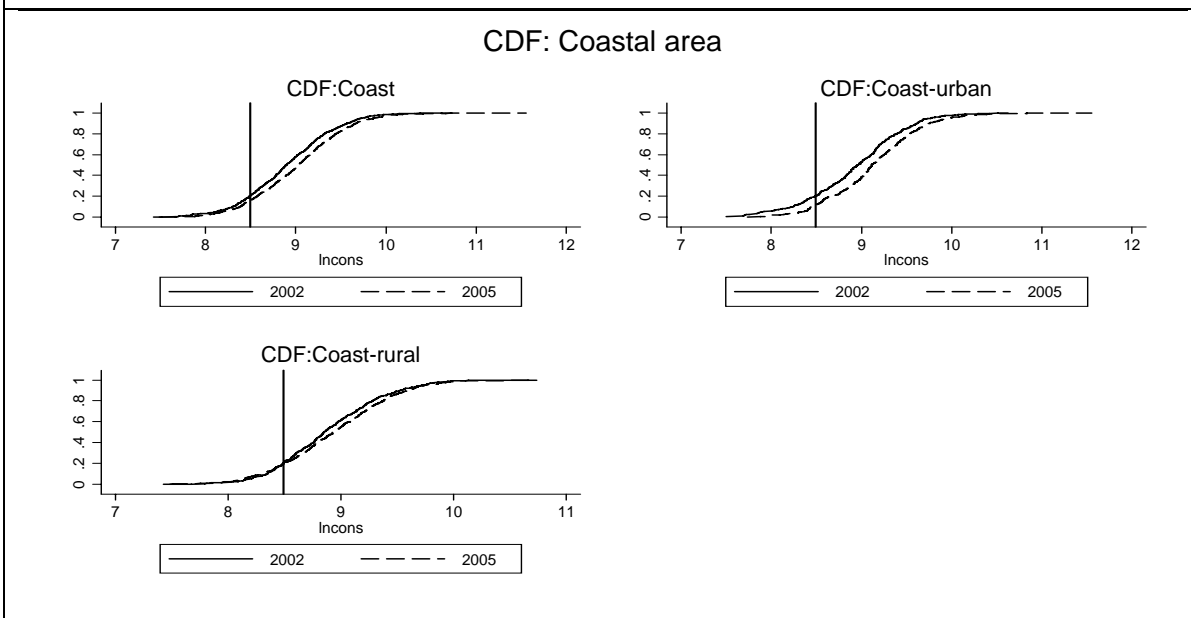 CDF: Coastal area
CDF:Coast
0 .2 .4 .6 .8 1
7 8 9 10 11 12
lncons
2002 2005
CDF:Coast-urban
0 .2 .4 .6 .8 1
7 8 9 10 11 12
lncons
2002 2005
CDF:Coast-rural
0 .2 .4 .6 .8 1
7 8 9 10 11
lncons
2002 2005